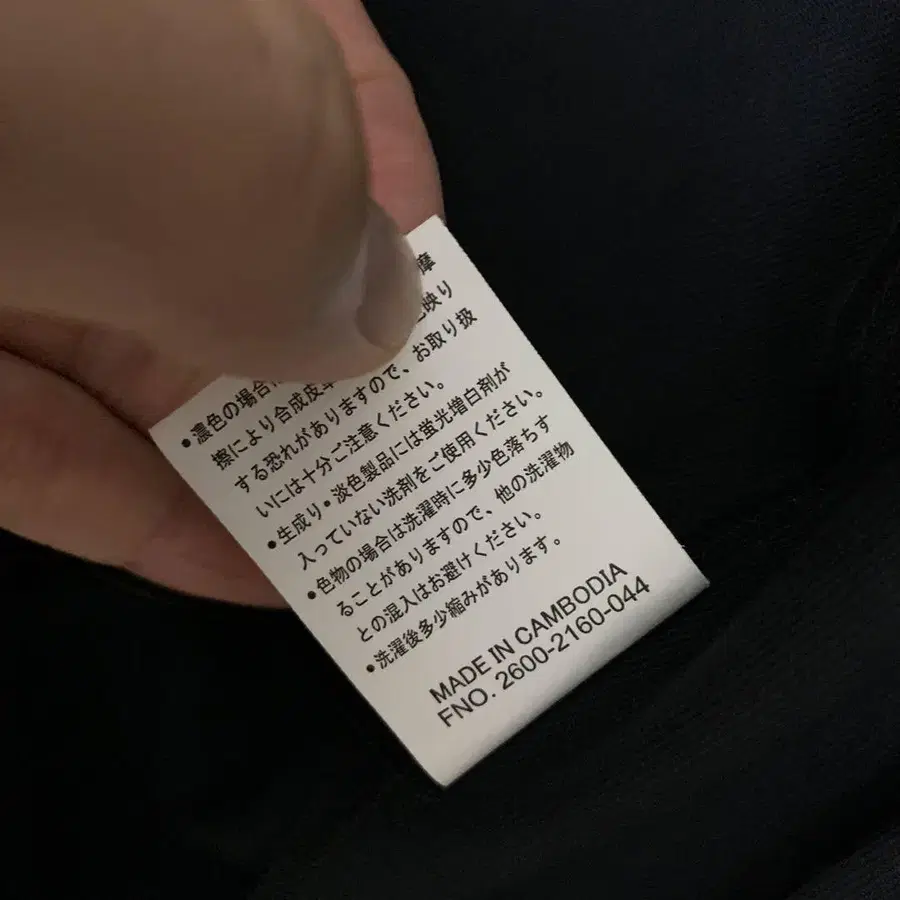 摩
・濃色の場合
擦により合成皮 色映り
する恐れがありますので、お取り扱
いには十分ご注意ください。
・生成り・淡色製品には蛍光増白剤が
入っていない洗剤をご使用ください。
・色物の場合は洗濯時に多少色落ちす
ることがありますので、他の洗濯物
との混入はお避けください。
・洗濯後多少縮みがあります。
MADE IN CAMBODIA
FNO. 2600-2160-044